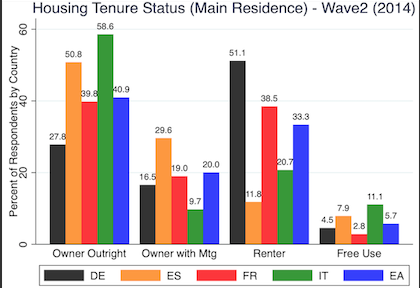 Housing Tenure Status (Main Residence) - Wave2 (2014)
Percent of Respondents by Country
60
40
20
0
27.8 50.8 39.8 58.6 40.9
16.5 29.6 19.0 9.7 20.0
51.1 11.8 38.5 20.7 33.3
4.5 7.9 2.8 11.1 5.7
Owner Outright Owner with Mtg Renter Free Use
DE ES FR IT EA